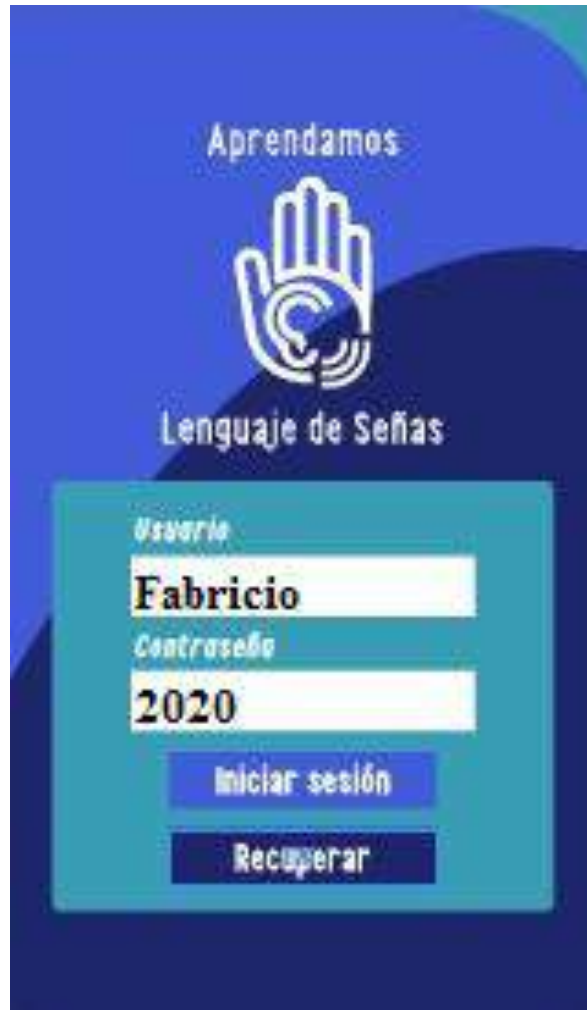 Aprendamos
Lenguaje de Señas
Usuario
Fabricio
Contraseña
2020
Iniciar sesión
Recuperar